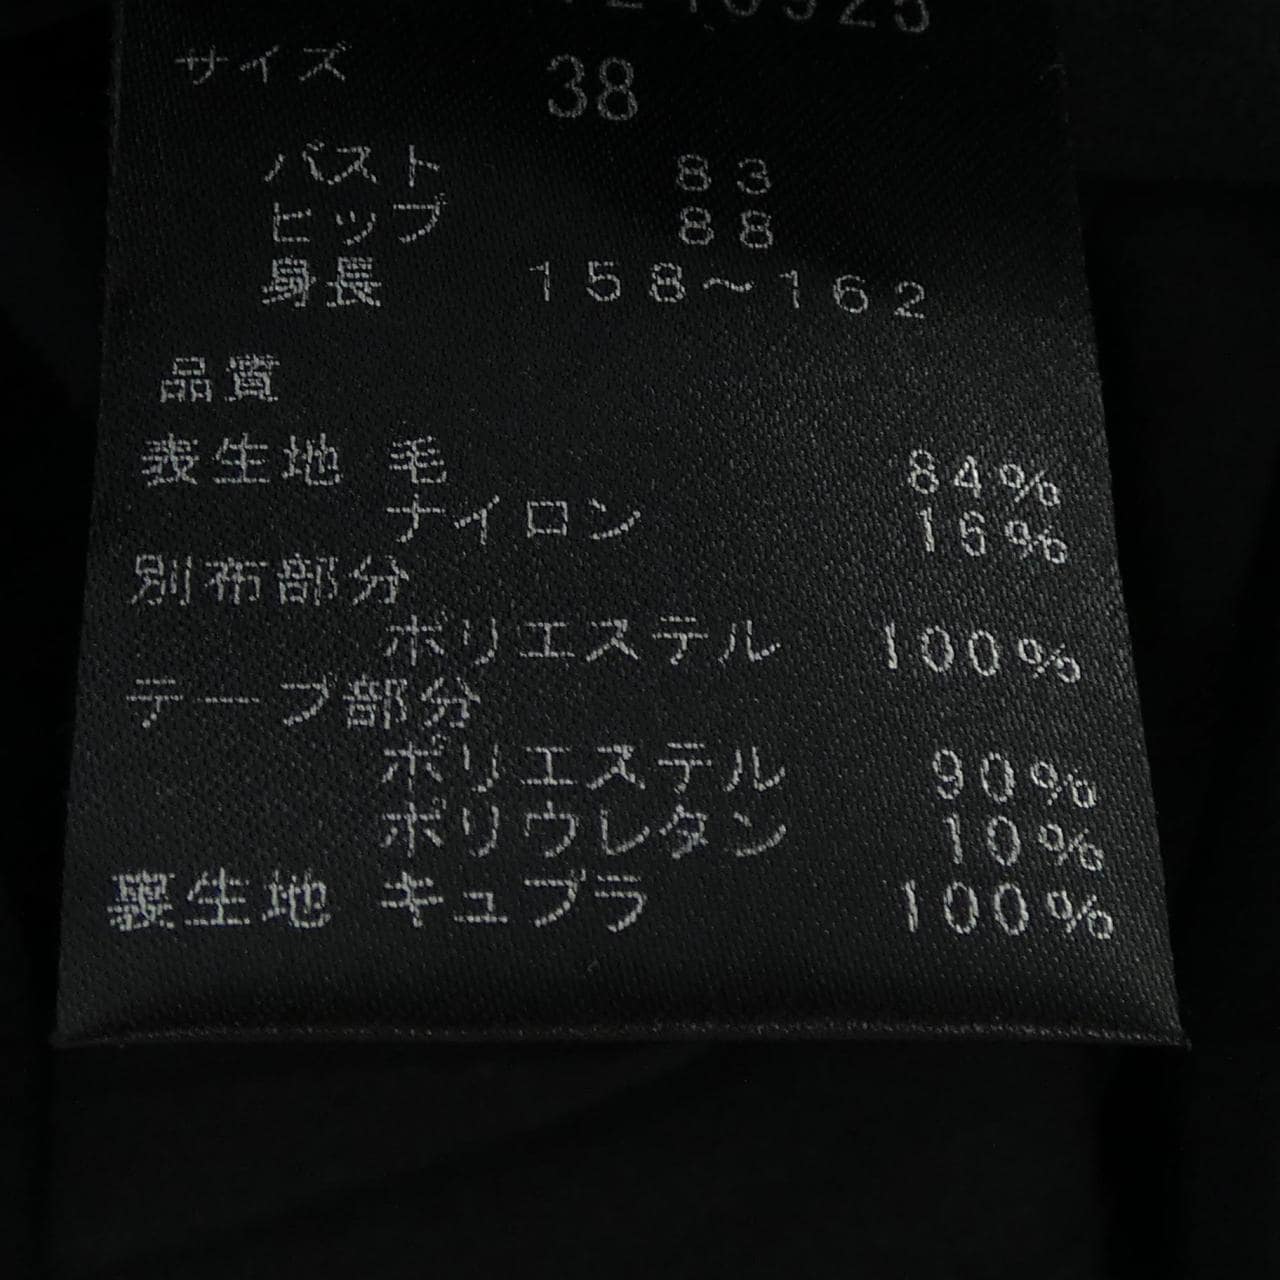 サイズ 38
バスト 83
ヒップ 88
身長 158~162
品質
表生地 毛 84%
ナイロン 16%
別布部分
ポリエステル 100%
テープ部分
ポリエステル 90%
ポリウレタン 10%
裏生地 キュプラ 100%